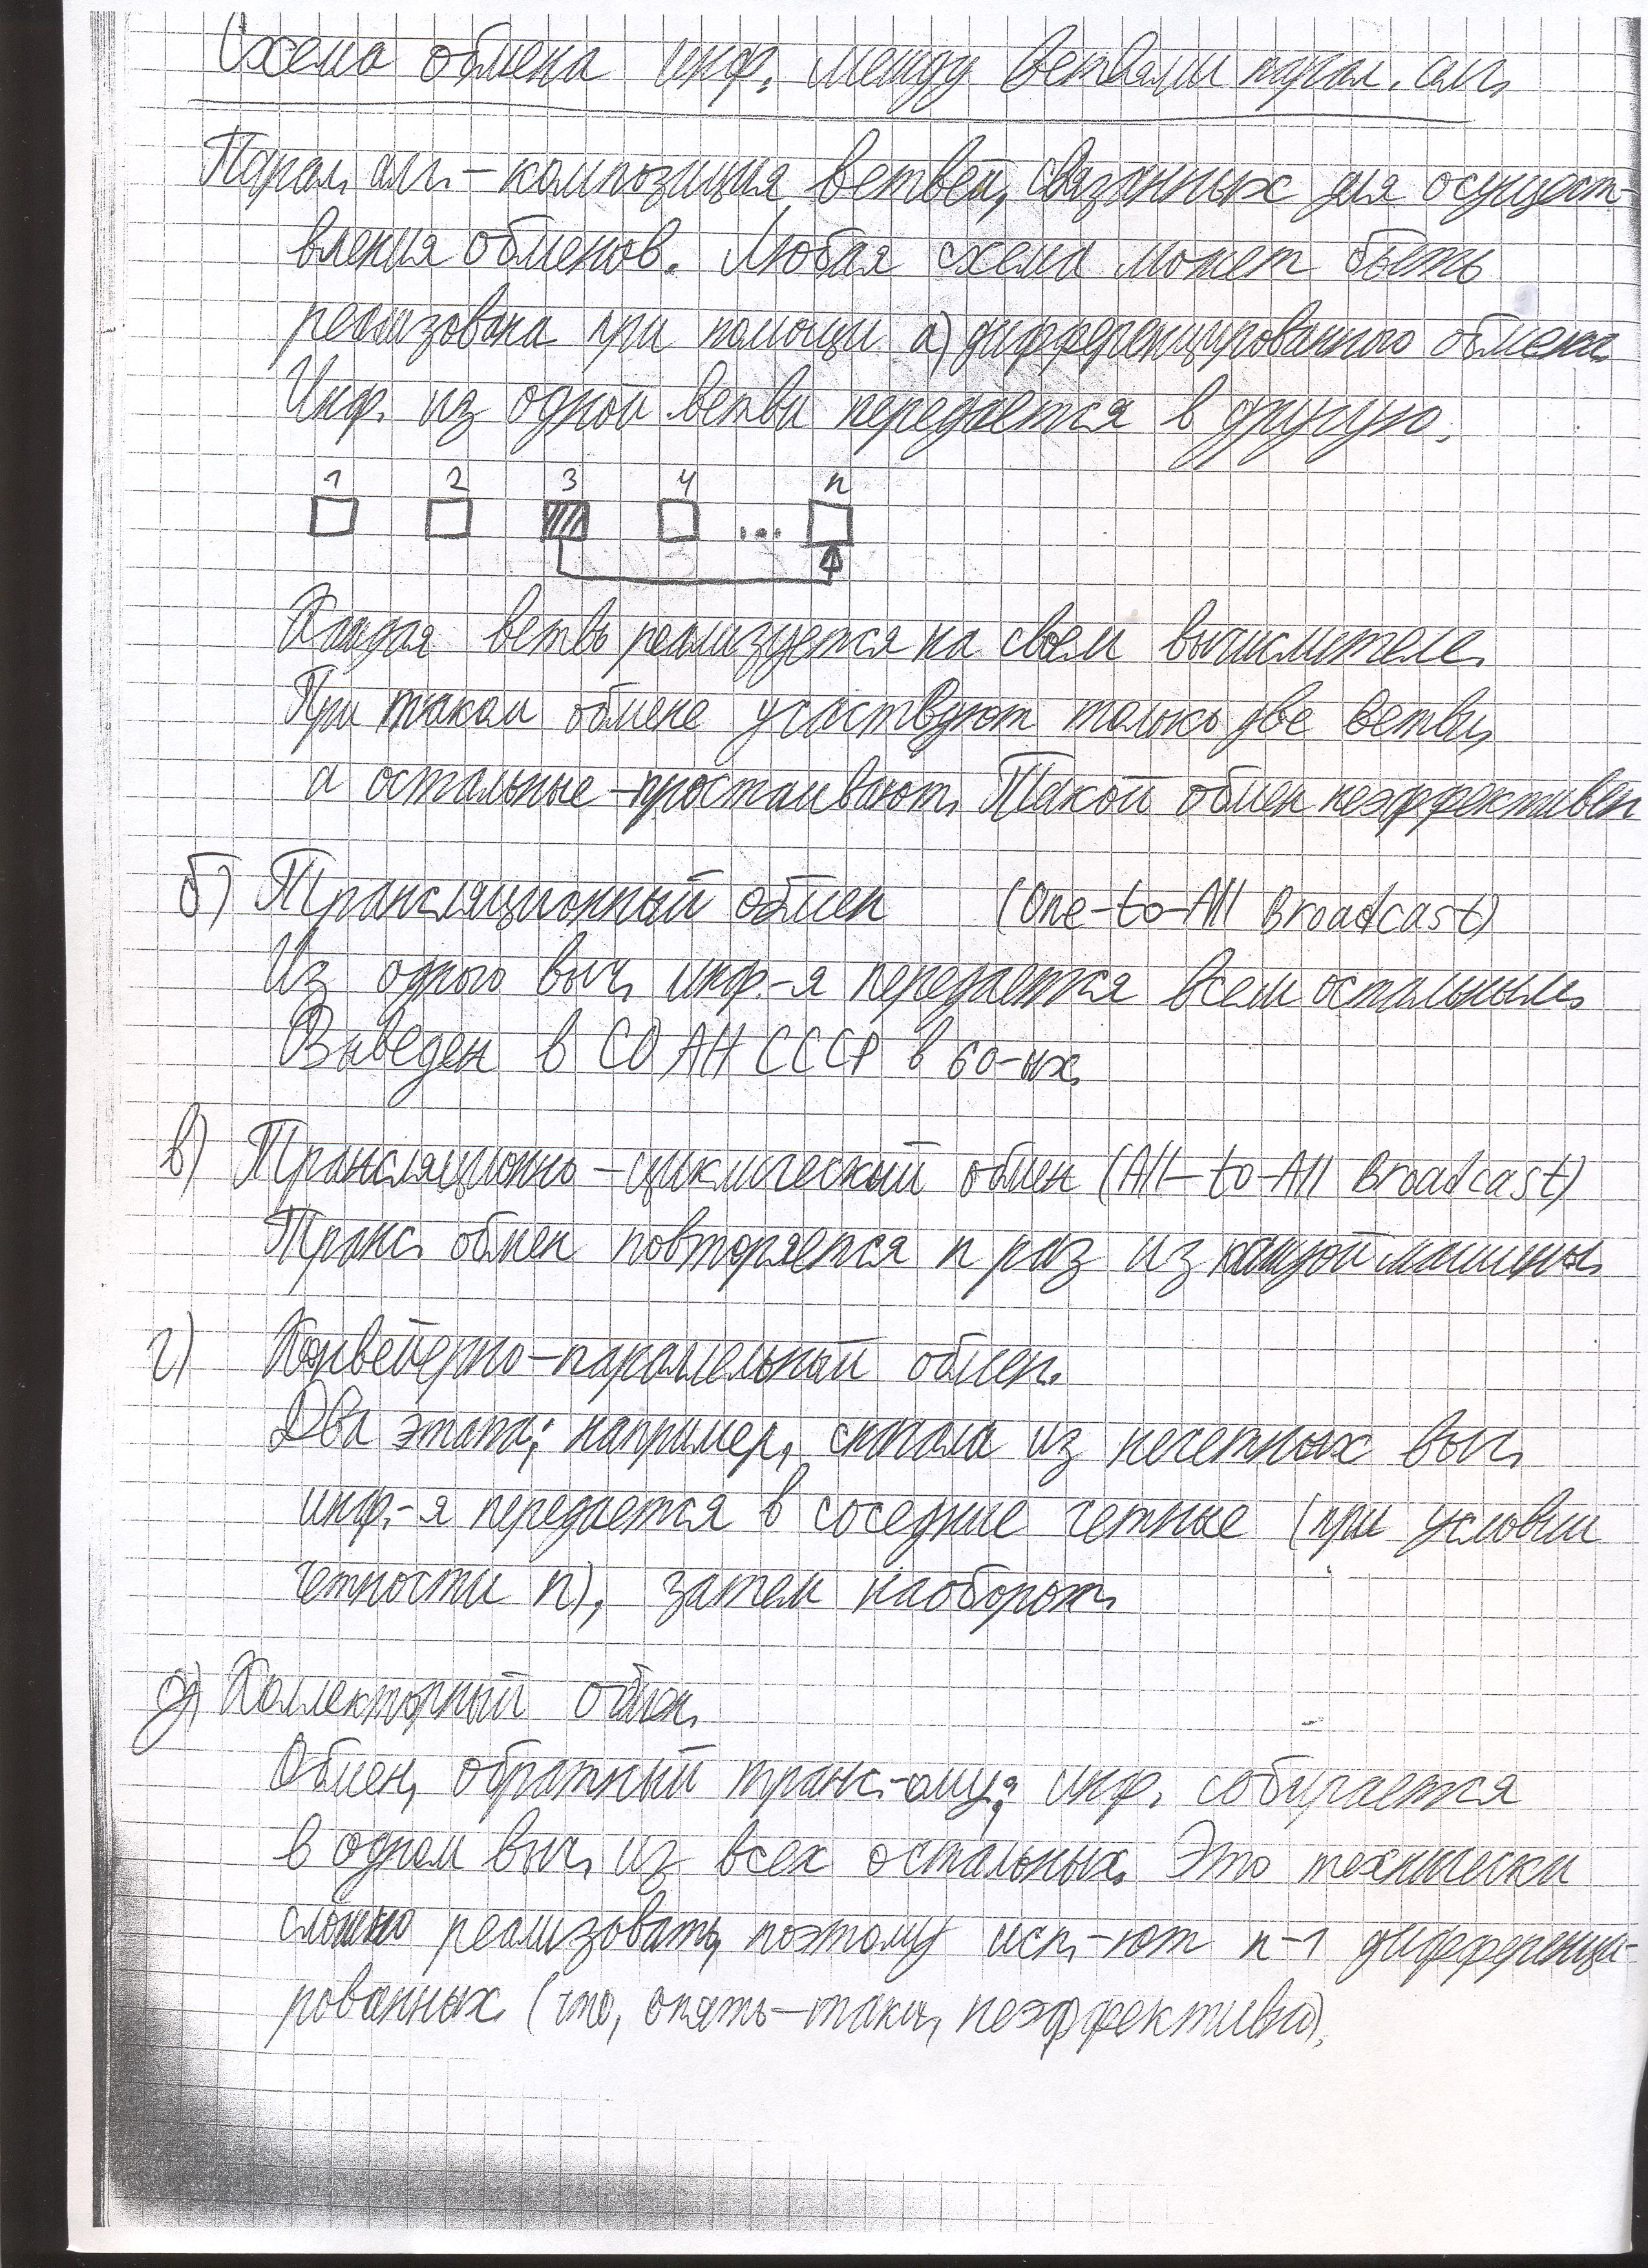 Схема обмена инф. между ветвями парал. алг.
Парал. алг. – композиция ветвей, связанных для осущест-
вления обменов. Любая схема может быть
реализована при помощи а) дифференцированного обмена
Инф. из одной ветви передается в другую.
1 2 3 4 ... n
Каждая ветвь реализуется на своем вычислителе.
При таком обмене участвуют только две ветви,
а остальные – простаивают. Такой обмен неэффективен
б) Трансляционный обмен (One-to-All Broadcast)
Из одного выч. инф.-я передается всем остальным.
Выведен в СО АН СССР в 60-ых.
в) Трансляционно-циклический обмен (All-to-All Broadcast)
Транс. обмен повторяется n раз из каждой машины.
г) Конвейерно-параллельный обмен.
Два этапа: например, сначала из нечетных выч.
инф.-я передается в соседние четные (при условии
четности n), затем наоборот.
д) Коллекторный обмен.
Обмен, обратный транс.-ому: инф. собирается
в одном выч. из всех остальных. Это технически
сложно реализовать, поэтому исп.-ют n-1 дифференци-
рованных (что, опять-таки, неэффективно).